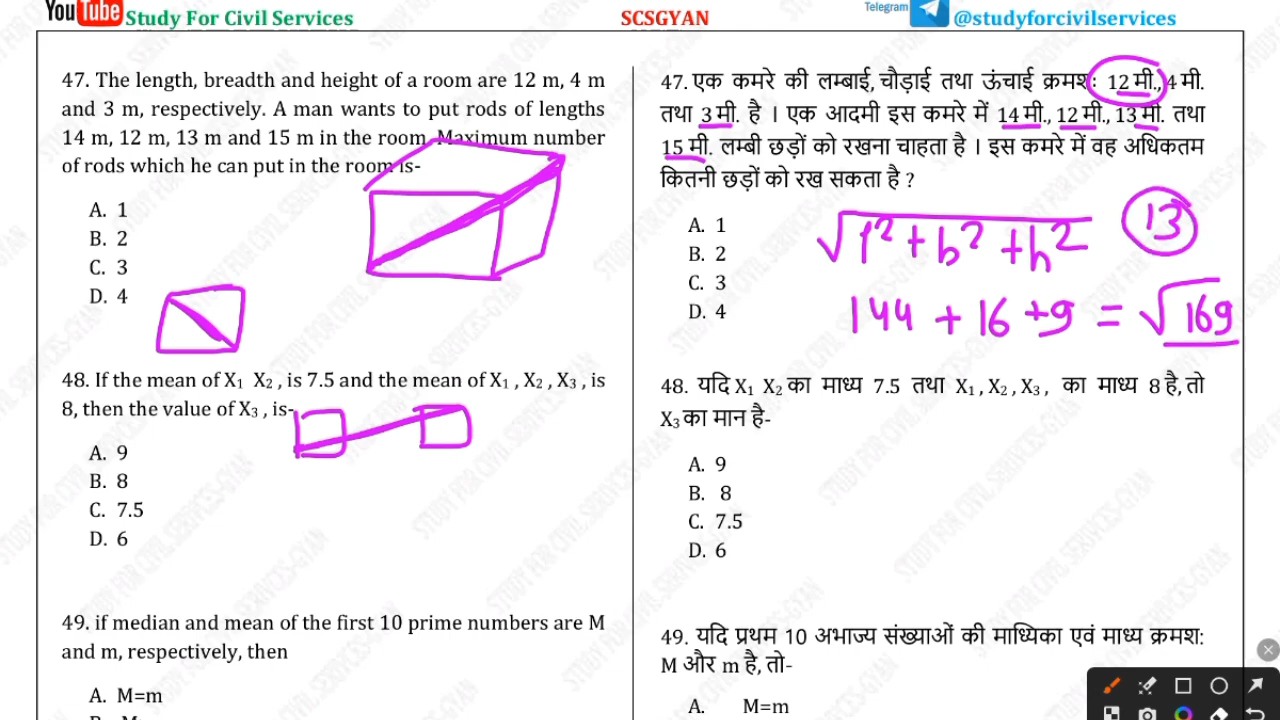 YouTube Study For Civil Services
SCSGYAN
Telegram @studyforcivilservices
47. The length, breadth and height of a room are 12 m, 4 m
and 3 m, respectively. A man wants to put rods of lengths
14 m, 12 m, 13 m and 15 m in the room. Maximum number
of rods which he can put in the room is-
A. 1
B. 2
C. 3
D. 4
48. If the mean of X₁ X₂ , is 7.5 and the mean of X₁ , X₂ , X₃ , is
8, then the value of X₃ , is-
A. 9
B. 8
C. 7.5
D. 6
49. if median and mean of the first 10 prime numbers are M
and m, respectively, then
A. M=m
47. एक कमरे की लम्बाई, चौड़ाई तथा ऊंचाई क्रमश: 12 मी., 4 मी.
तथा 3 मी. है । एक आदमी इस कमरे में 14 मी., 12 मी., 13 मी. तथा
15 मी. लम्बी छड़ों को रखना चाहता है । इस कमरे में वह अधिकतम
कितनी छड़ों को रख सकता है ?
A. 1
B. 2
C. 3
D. 4
√l²+b²+h² 13
144 + 16 +9 = √169
48. यदि X₁ X₂ का माध्य 7.5 तथा X₁ , X₂ , X₃ , का माध्य 8 है, तो
X₃ का मान है-
A. 9
B. 8
C. 7.5
D. 6
49. यदि प्रथम 10 अभाज्य संख्याओं की माध्यिका एवं माध्य क्रमश:
M और m है, तो-
A. M=m